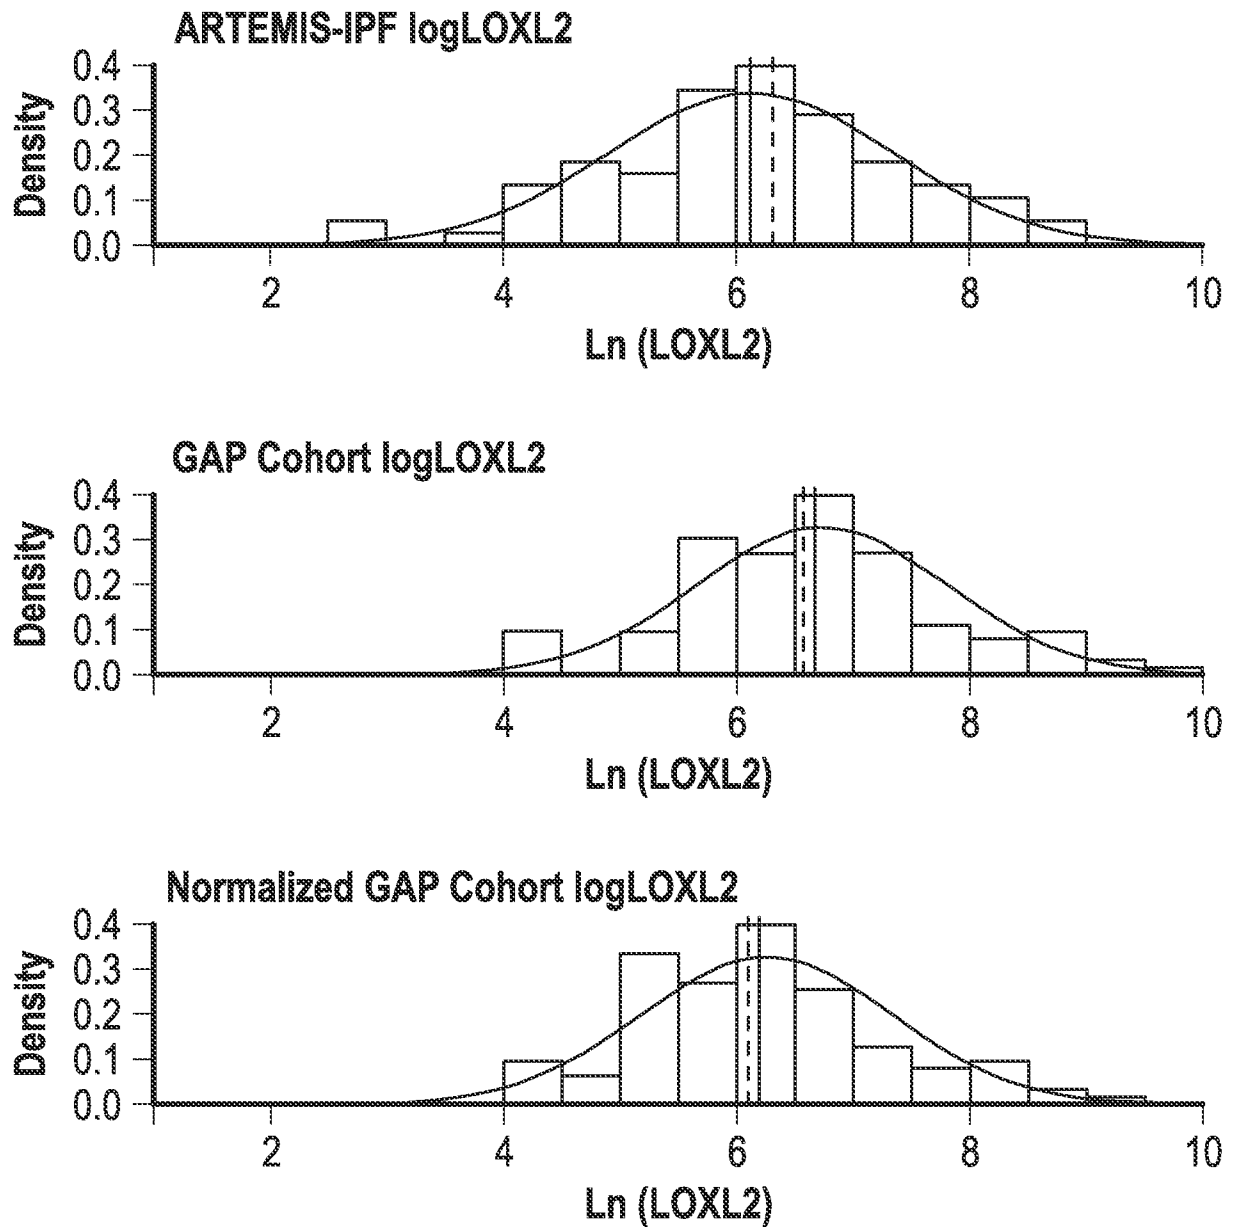 ARTEMIS-IPF logLOXL2
Density
0.4
0.3
0.2
0.1
0.0
2 4 6 8 10
Ln (LOXL2)
GAP Cohort logLOXL2
Density
0.4
0.3
0.2
0.1
0.0
2 4 6 8 10
Ln (LOXL2)
Normalized GAP Cohort logLOXL2
Density
0.4
0.3
0.2
0.1
0.0
2 4 6 8 10
Ln (LOXL2)